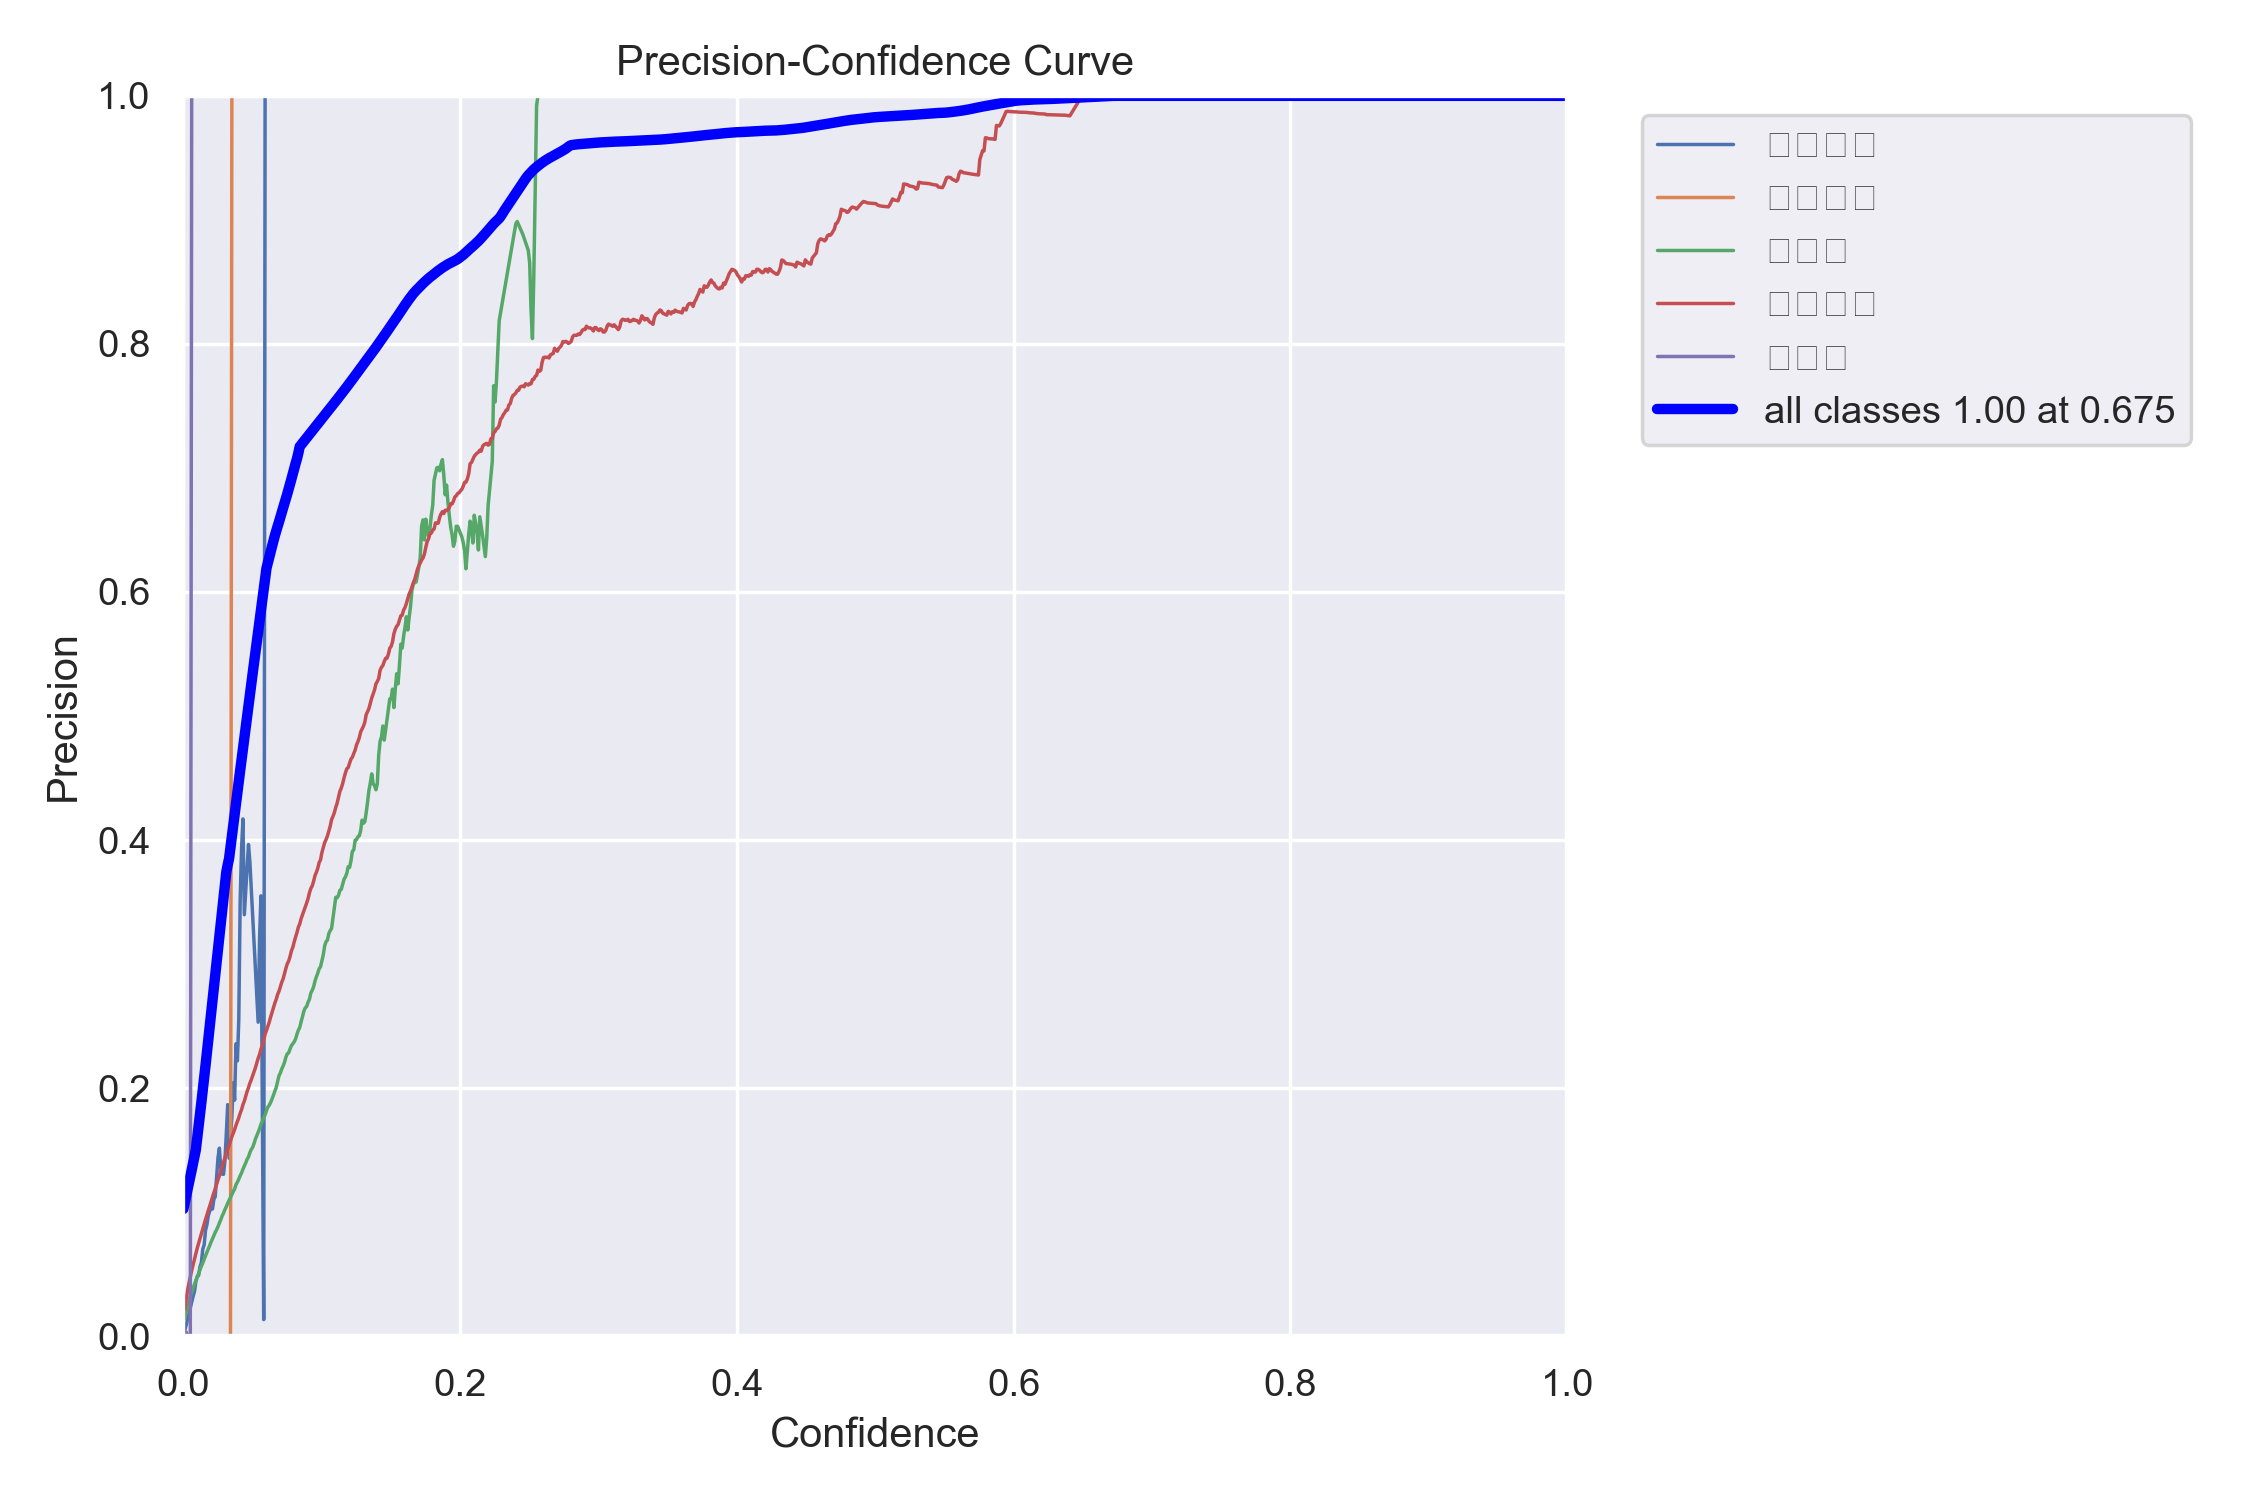 Precision-Confidence Curve
1.0
0.8
0.6
0.4
0.2
0.0
Precision
0.0 0.2 0.4 0.6 0.8 1.0
Confidence
□□□□
□□□□
□□□
□□□□
□□□
all classes 1.00 at 0.675